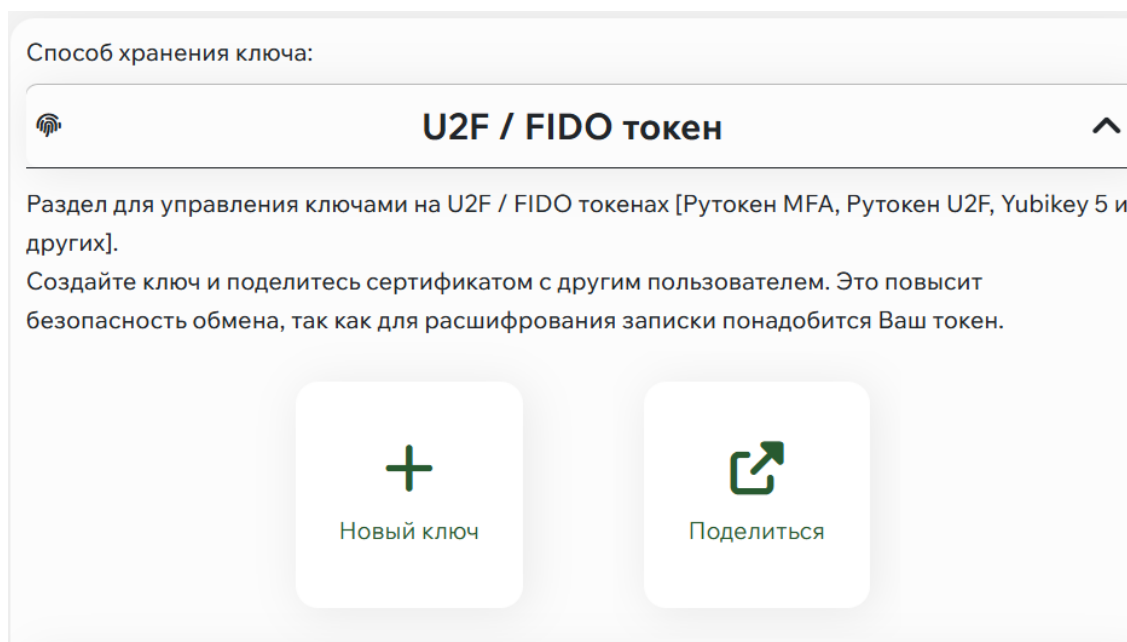 Способ хранения ключа:
U2F / FIDO токен
Раздел для управления ключами на U2F / FIDO токенах [Рутокен MFA, Рутокен U2F, Yubikey 5 и
других].
Создайте ключ и поделитесь сертификатом с другим пользователем. Это повысит
безопасность обмена, так как для расшифрования записки понадобится Ваш токен.
Новый ключ
Поделиться